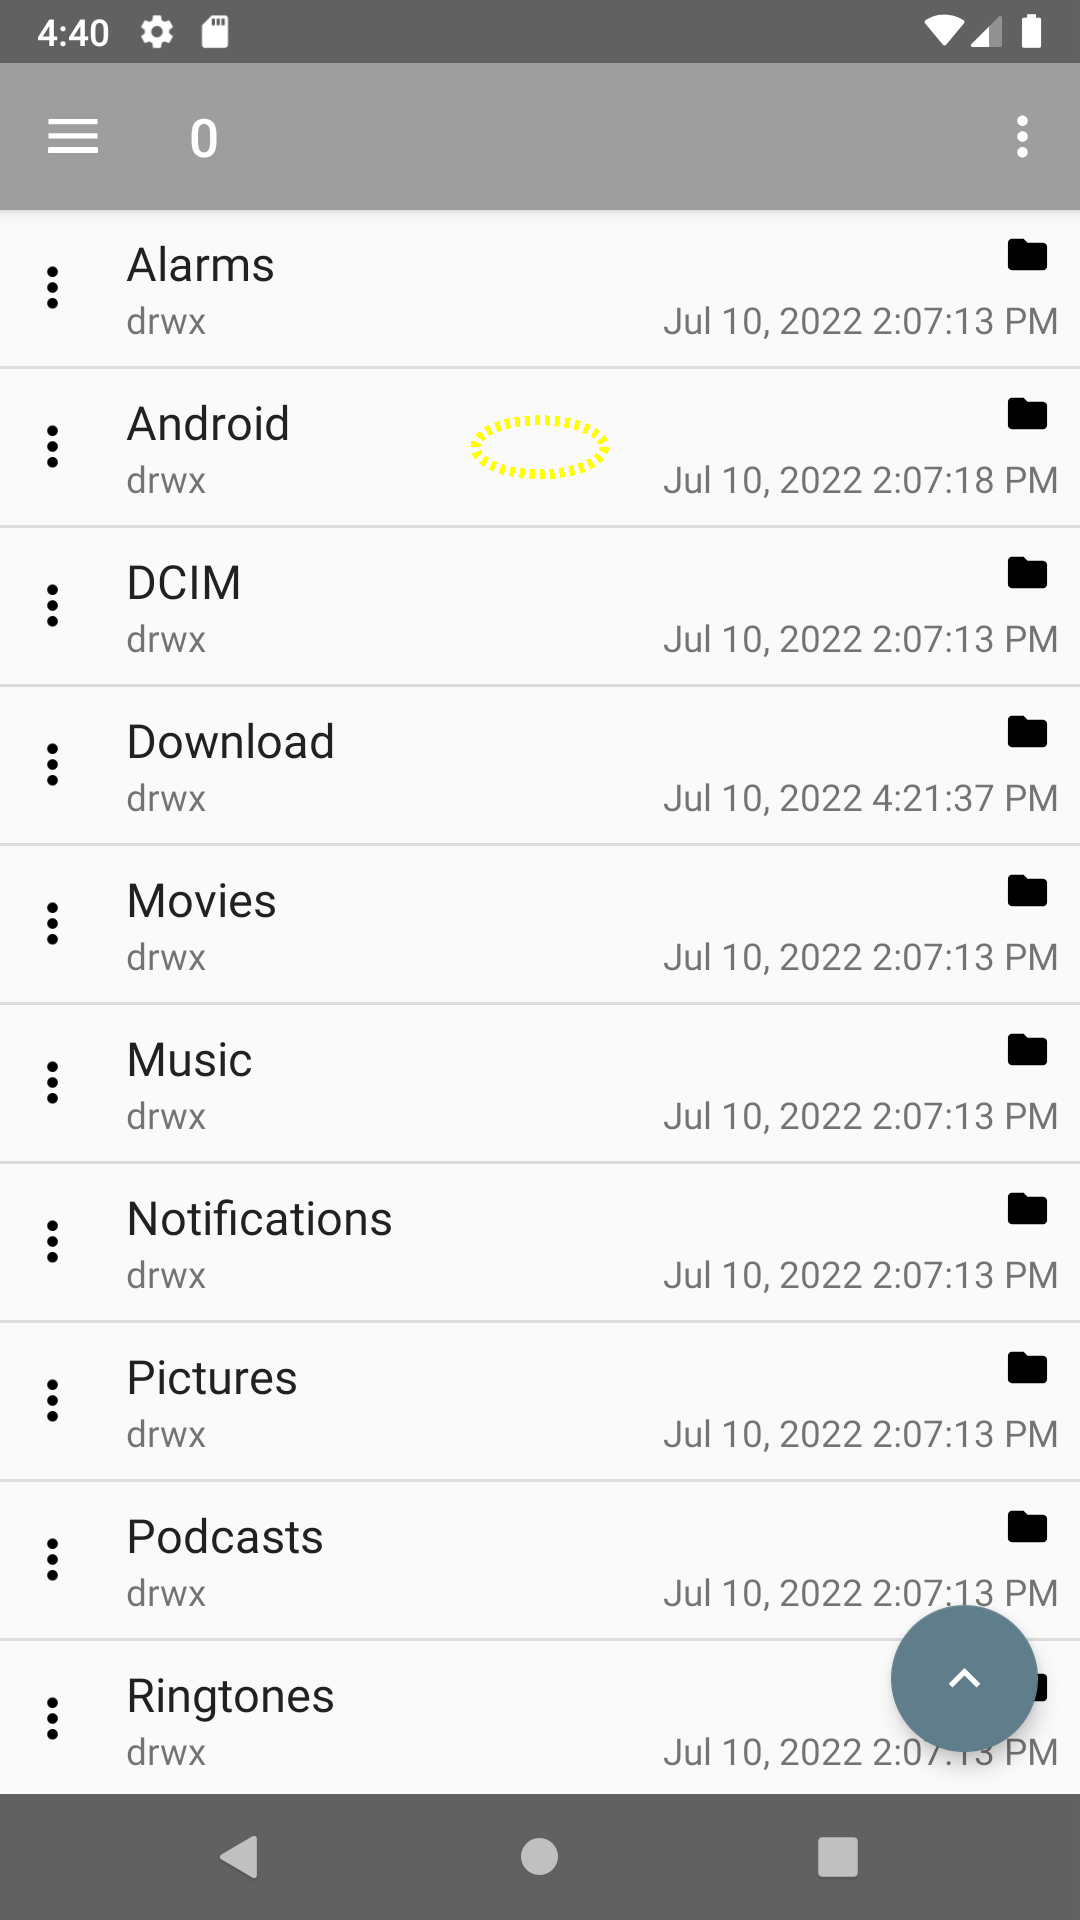 4:40
0
Alarms
drwx Jul 10, 2022 2:07:13 PM
Android
drwx Jul 10, 2022 2:07:18 PM
DCIM
drwx Jul 10, 2022 2:07:13 PM
Download
drwx Jul 10, 2022 4:21:37 PM
Movies
drwx Jul 10, 2022 2:07:13 PM
Music
drwx Jul 10, 2022 2:07:13 PM
Notifications
drwx Jul 10, 2022 2:07:13 PM
Pictures
drwx Jul 10, 2022 2:07:13 PM
Podcasts
drwx Jul 10, 2022 2:07:13 PM
Ringtones
drwx Jul 10, 2022 2:07:13 PM